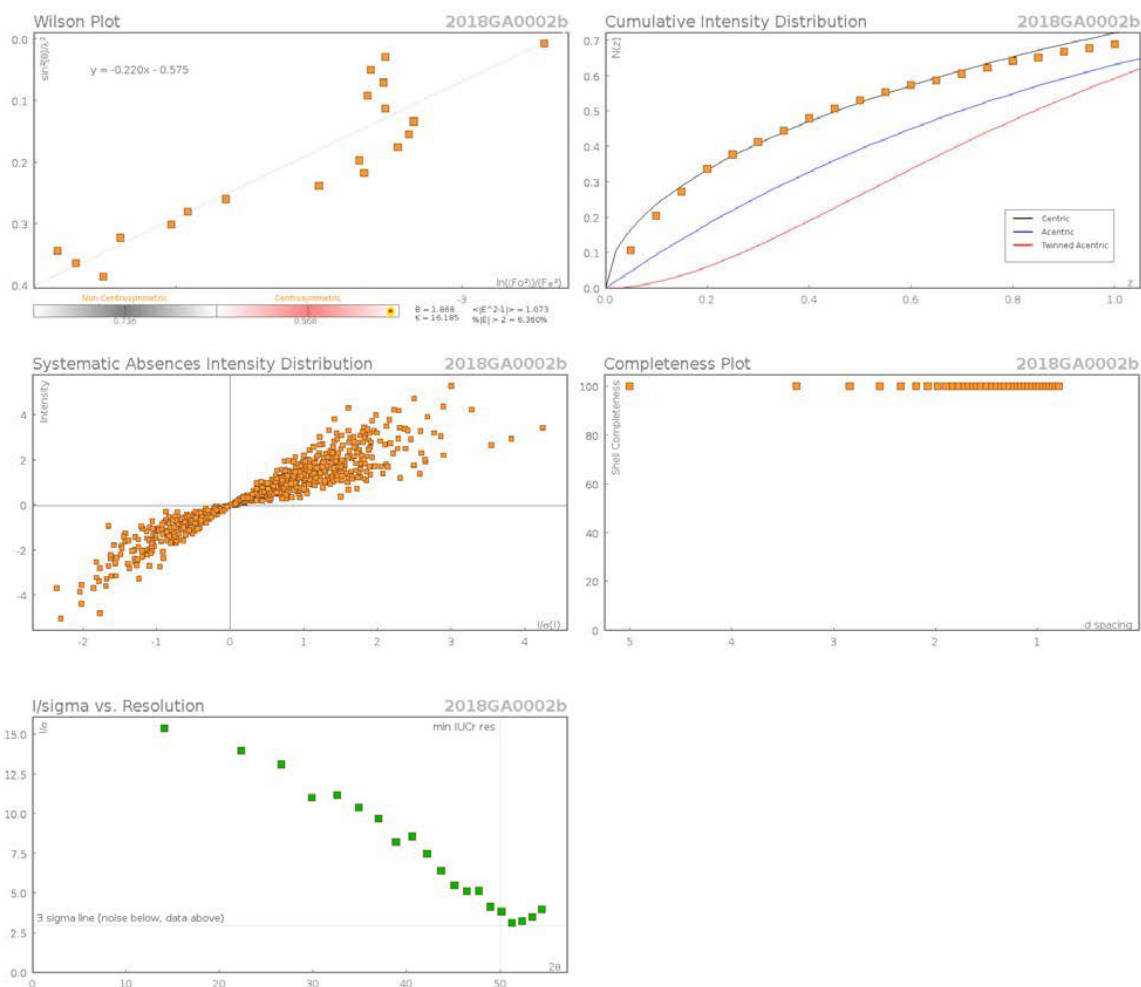 Wilson Plot 2018GA0002b
sin²(θ)/λ²
0.0
y = -0.220x - 0.575
0.1
0.2
0.3
0.4
ln(⟨Fo²⟩)/(Fe²)
-3
Non-Centrosymmetric Centrosymmetric
0.736 0.968
B = 1.868 <|E^2-1|> = 1.073
K = 16.185 %|E| > 2 = 6.360%
Cumulative Intensity Distribution 2018GA0002b
N(z)
0.7
0.6
0.5
0.4
0.3
0.2
0.1
0.0
Centric
Acentric
Twinned Acentric
z
0.0 0.2 0.4 0.6 0.8 1.0
Systematic Absences Intensity Distribution 2018GA0002b
Intensity
4
2
0
-2
-4
I/σ(I)
-2 -1 0 1 2 3 4
Completeness Plot 2018GA0002b
Shell Completeness
100
80
60
40
20
0
d spacing
5 4 3 2 1
I/sigma vs. Resolution 2018GA0002b
I/σ
min IUCr res
15.0
12.5
10.0
7.5
5.0
3 sigma line (noise below, data above)
2.5
0.0
2θ
0 10 20 30 40 50